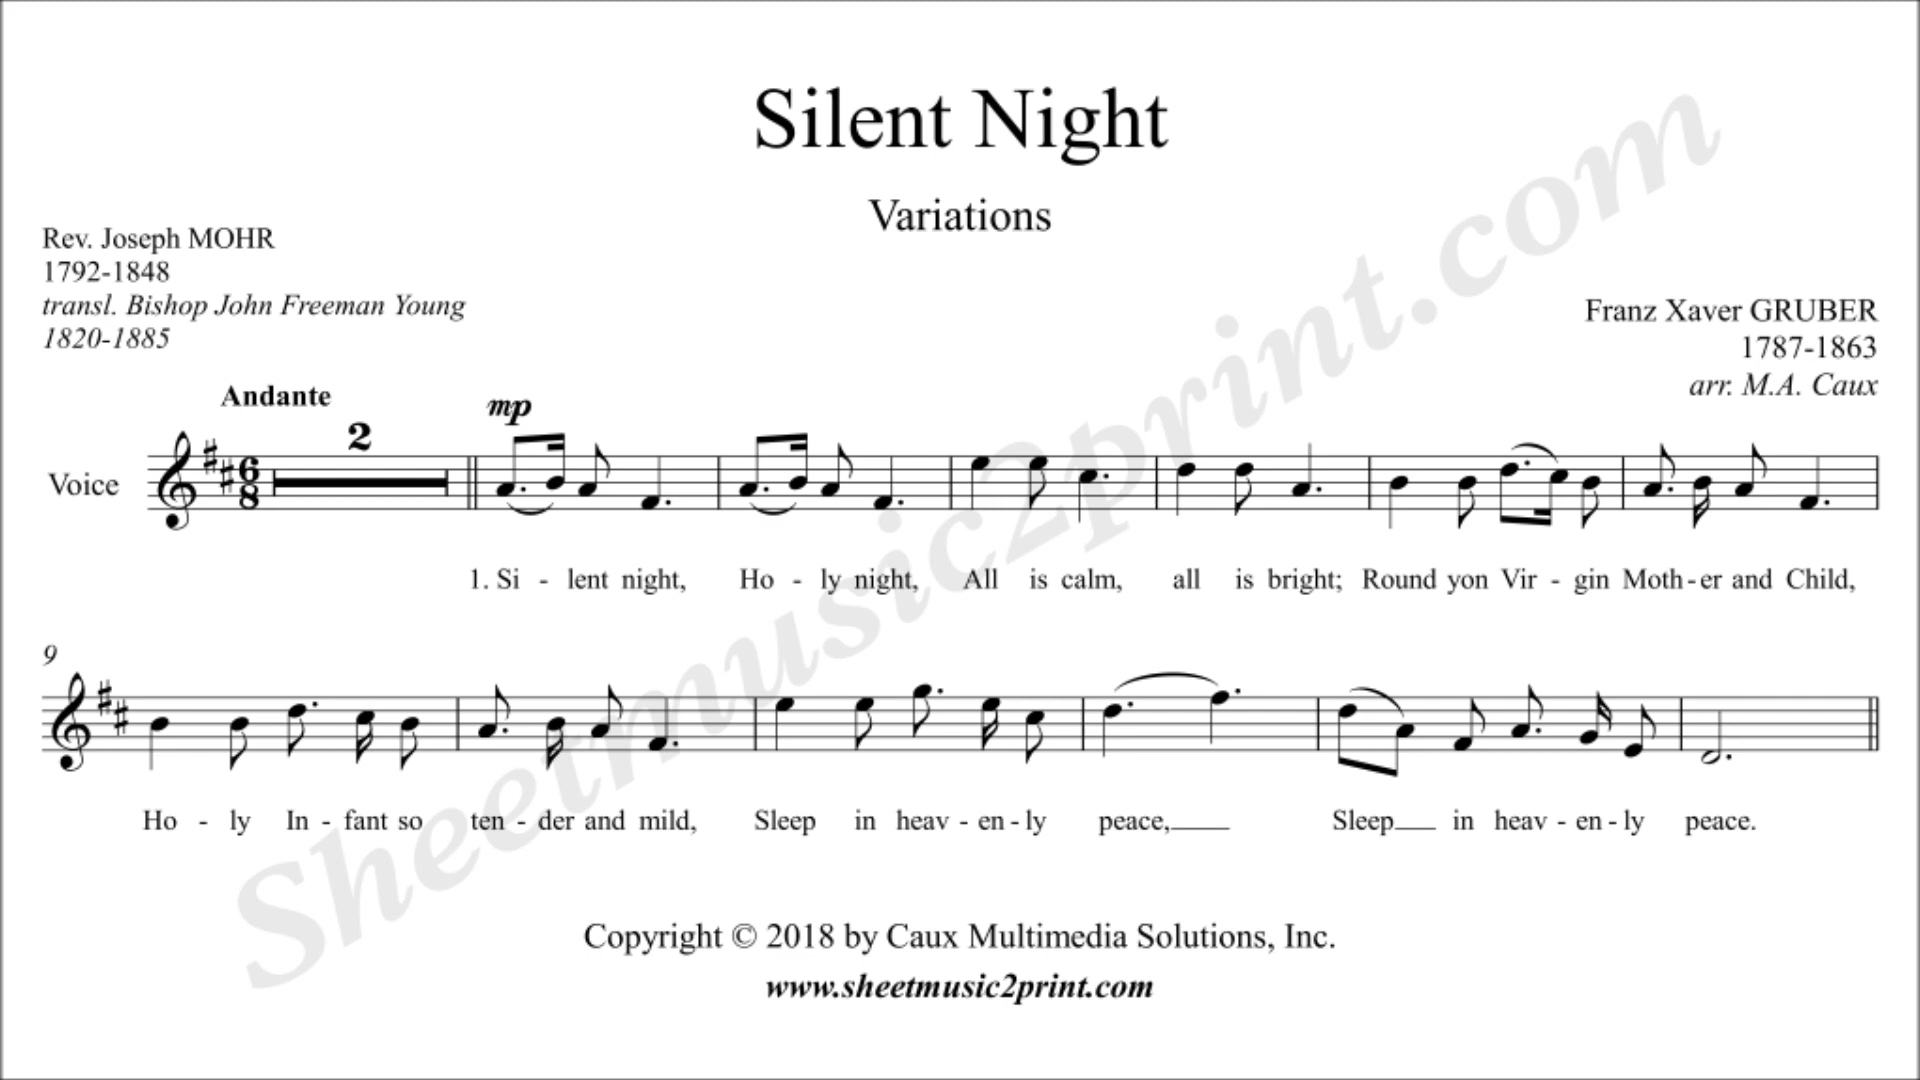 Silent Night
Variations
Rev. Joseph MOHR
1792-1848
transl. Bishop John Freeman Young
1820-1885
Franz Xaver GRUBER
1787-1863
arr. M.A. Caux
Andante
2
mp
Voice
6
8
1. Si - lent night, Ho - ly night, All is calm, all is bright; Round yon Vir - gin Moth - er and Child,
9
Ho - ly In - fant so ten - der and mild, Sleep in heav - en - ly peace,___ Sleep___ in heav - en - ly peace.
Sheetmusic2print.com
Copyright © 2018 by Caux Multimedia Solutions, Inc.
www.sheetmusic2print.com